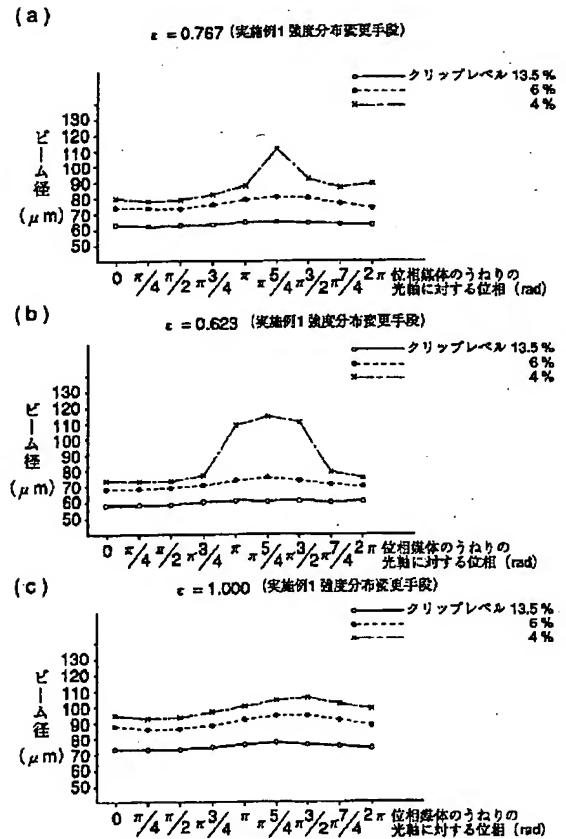 (a)
ε = 0.767 (実施例1 強度分布変更手段)
クリップレベル 13.5 %
6 %
4 %
130
120
110
100
90
80
70
60
50
ビーム径
(μm)
0 π/4 π/2 π3/4 π π5/4 π3/2 π7/4 2π
位相媒体のうねりの
光軸に対する位相 (rad)
(b)
ε = 0.623 (実施例1 強度分布変更手段)
クリップレベル 13.5 %
6 %
4 %
130
120
110
100
90
80
70
60
50
ビーム径
(μm)
0 π/4 π/2 π3/4 π π5/4 π3/2 π7/4 2π
位相媒体のうねりの
光軸に対する位相 (rad)
(c)
ε = 1.000 (実施例1 強度分布変更手段)
クリップレベル 13.5 %
6 %
4 %
130
120
110
100
90
80
70
60
50
ビーム径
(μm)
0 π/4 π/2 π3/4 π π5/4 π3/2 π7/4 2π
位相媒体のうねりの
光軸に対する位相 (rad)